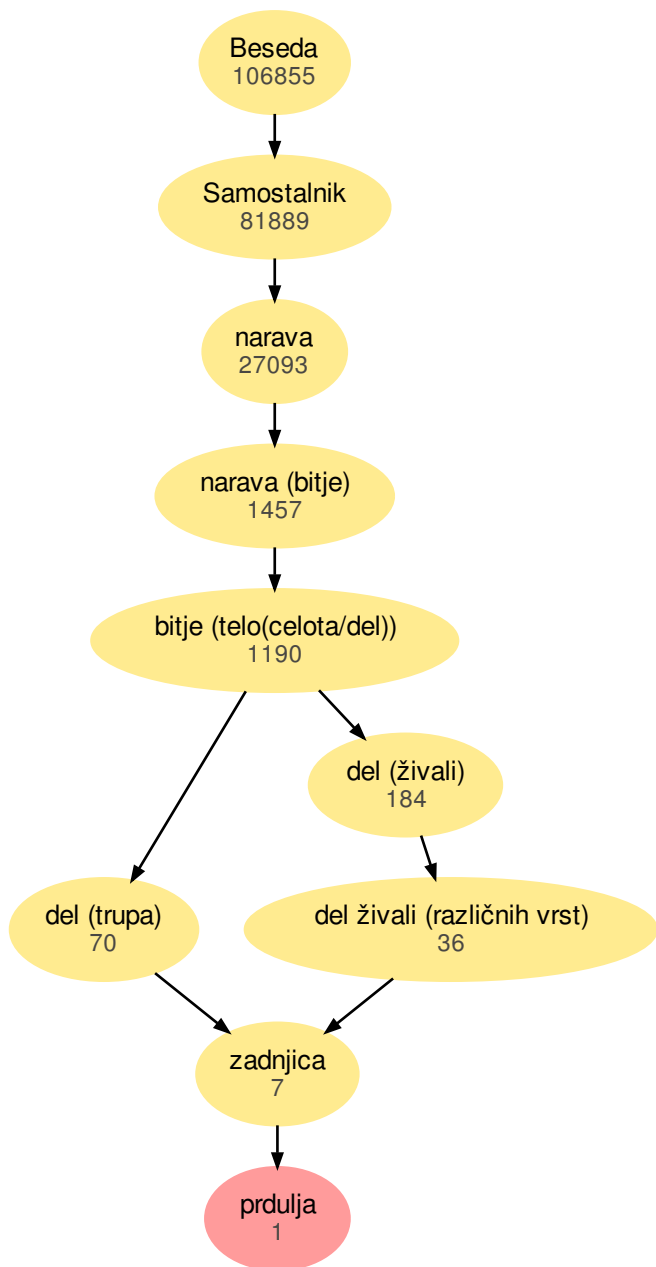 Beseda
106855
Samostalnik
81889
narava
27093
narava (bitje)
1457
bitje (telo(celota/del))
1190
del (živali)
184
del (trupa)
70
del živali (različnih vrst)
36
zadnjica
7
prdulja
1